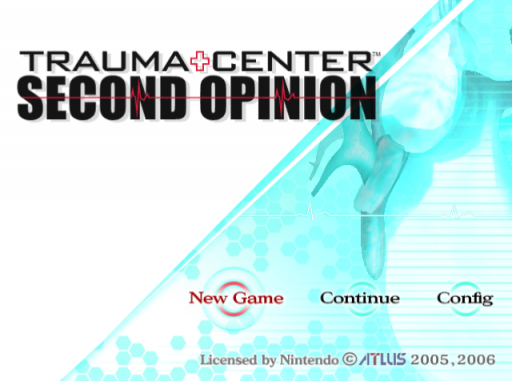 TRAUMA CENTER™
SECOND OPINION
New Game Continue Config
Licensed by Nintendo © ATLUS 2005,2006